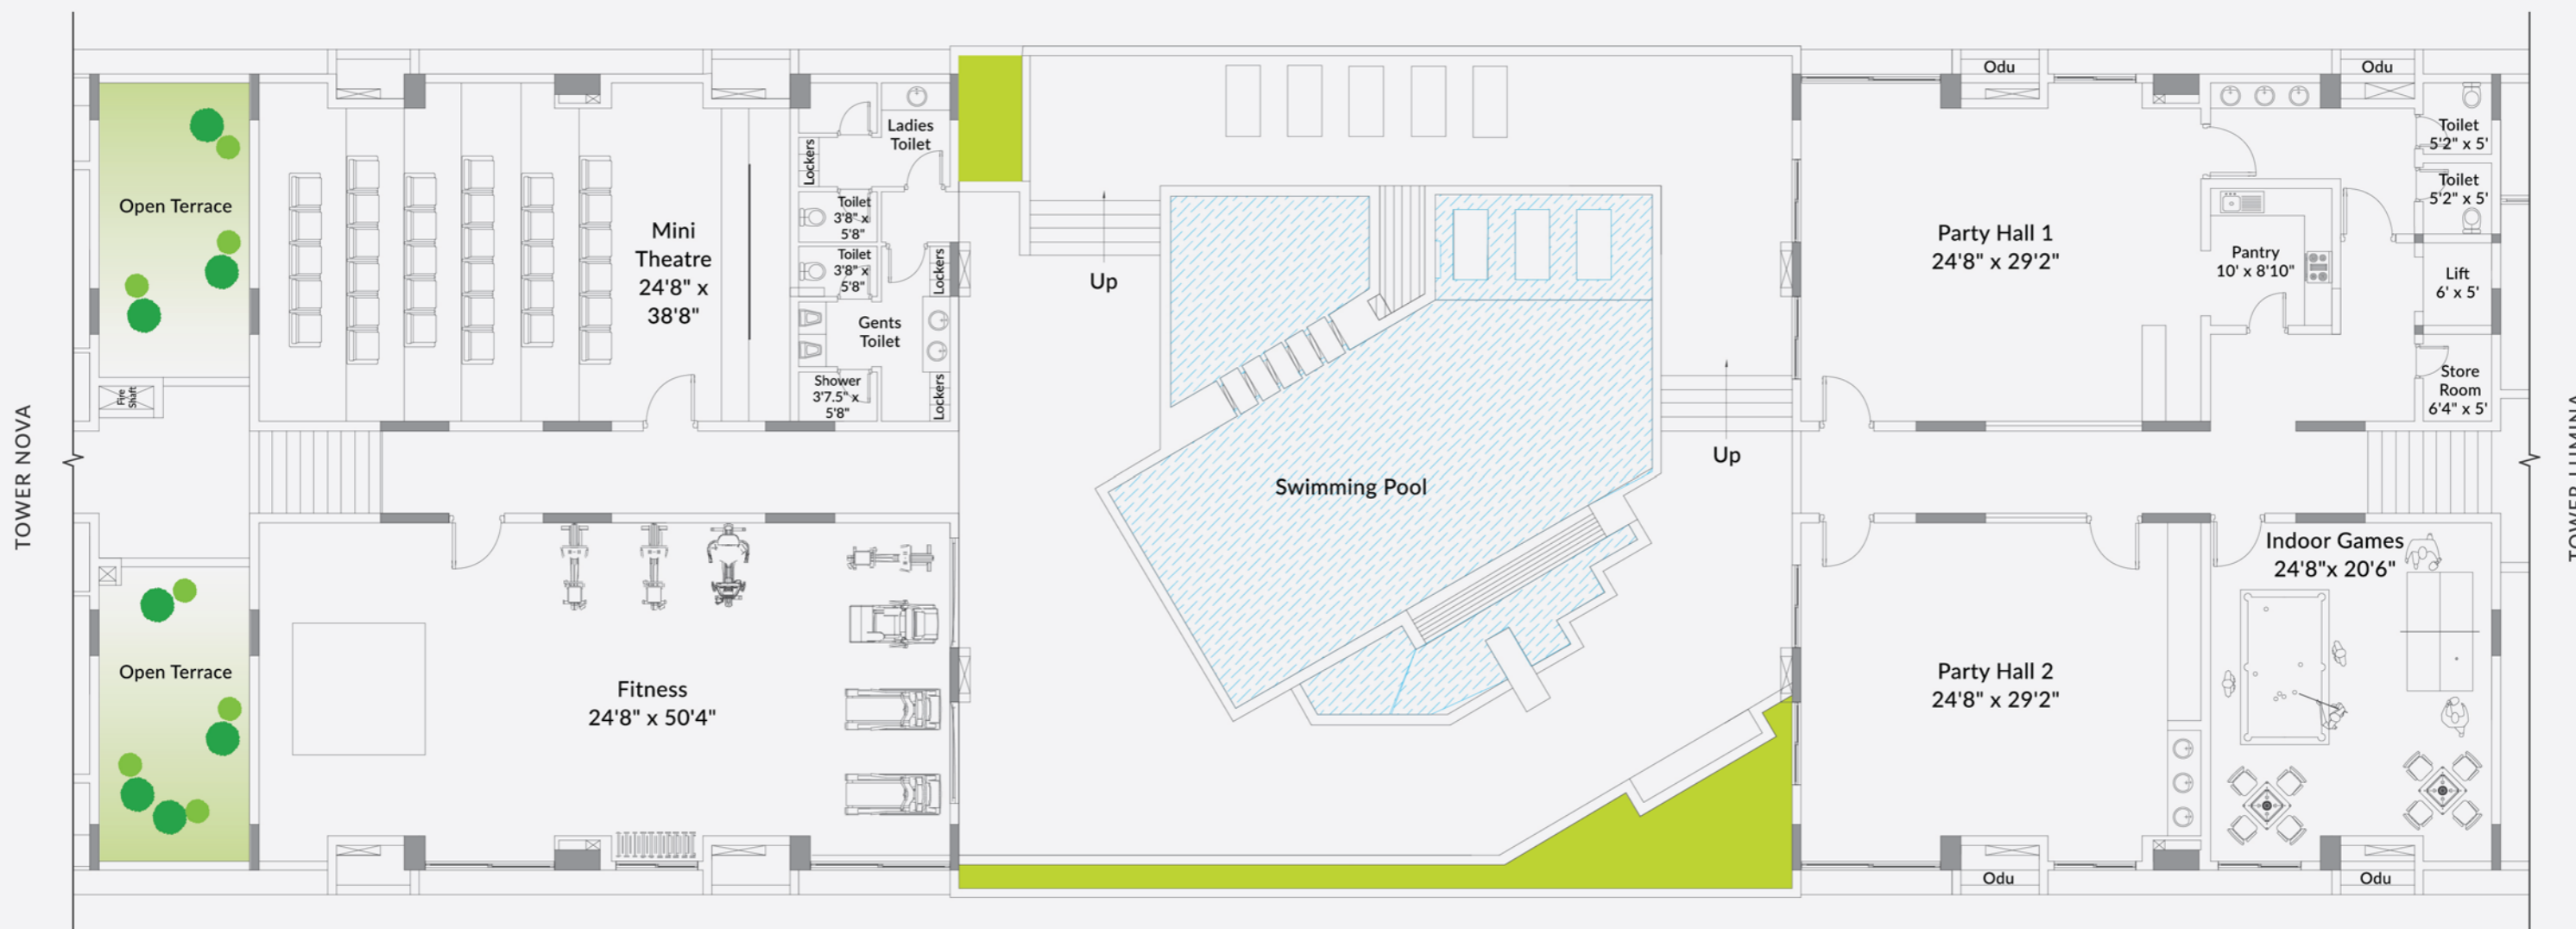 TOWER NOVA
Open Terrace
Fire
Shaft
Open Terrace
Mini
Theatre
24'8" x
38'8"
Ladies
Toilet
Lockers
Toilet
3'8" x
5'8"
Toilet
3'8" x
5'8"
Lockers
Gents
Toilet
Shower
3'7.5" x
5'8"
Lockers
Fitness
24'8" x 50'4"
Up
Swimming Pool
Up
Odu
Odu
Party Hall 1
24'8" x 29'2"
Toilet
5'2" x 5'
Toilet
5'2" x 5'
Pantry
10' x 8'10"
Lift
6' x 5'
Store
Room
6'4" x 5'
Party Hall 2
24'8" x 29'2"
Indoor Games
24'8"x 20'6"
Odu
Odu
TOWER LUMINA